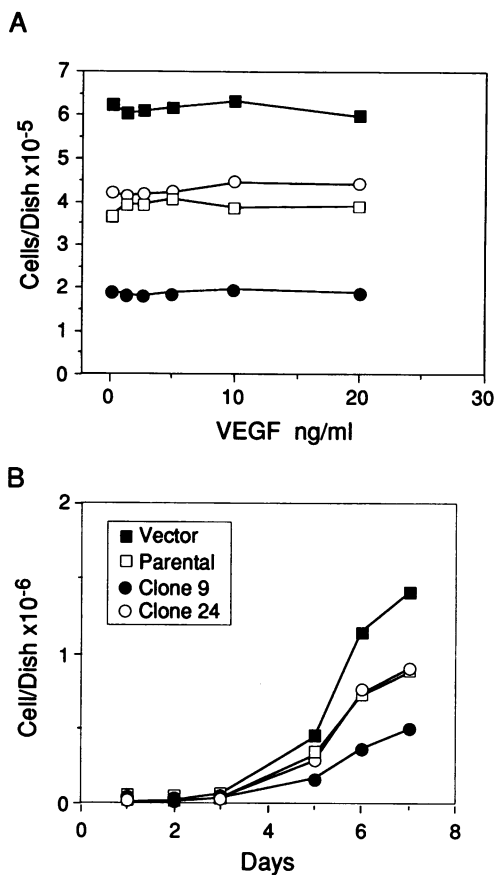 A
7
6
5
4
3
2
1
0
Cells/Dish x10-5
0 10 20 30
VEGF ng/ml
B
2
1
0
Cell/Dish x10-6
Vector
Parental
Clone 9
Clone 24
0 2 4 6 8
Days